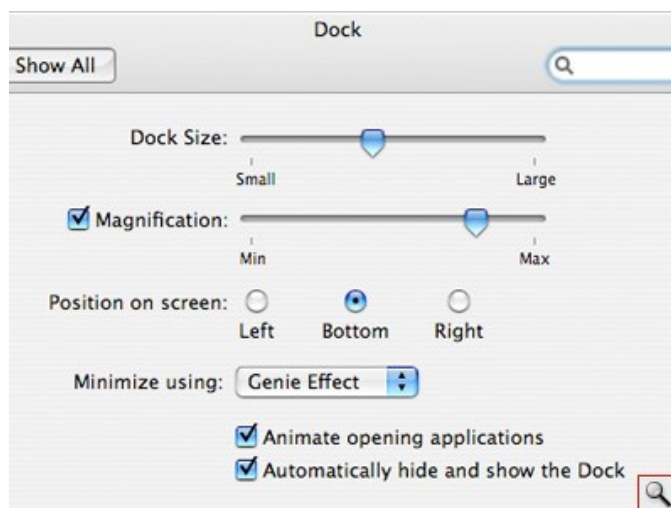 Dock
Show All
Dock Size:
Small Large
Magnification:
Min Max
Position on screen:
Left Bottom Right
Minimize using: Genie Effect
Animate opening applications
Automatically hide and show the Dock